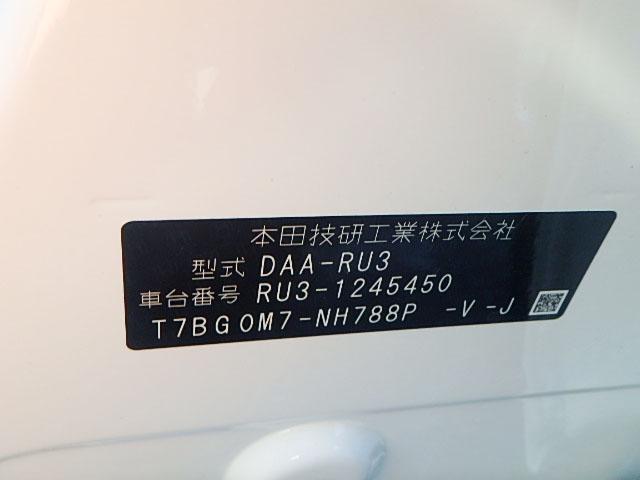 本田技研工業株式会社
型式 DAA-RU3
車台番号 RU3-1245450
T7BG0M7-NH788P -V -J